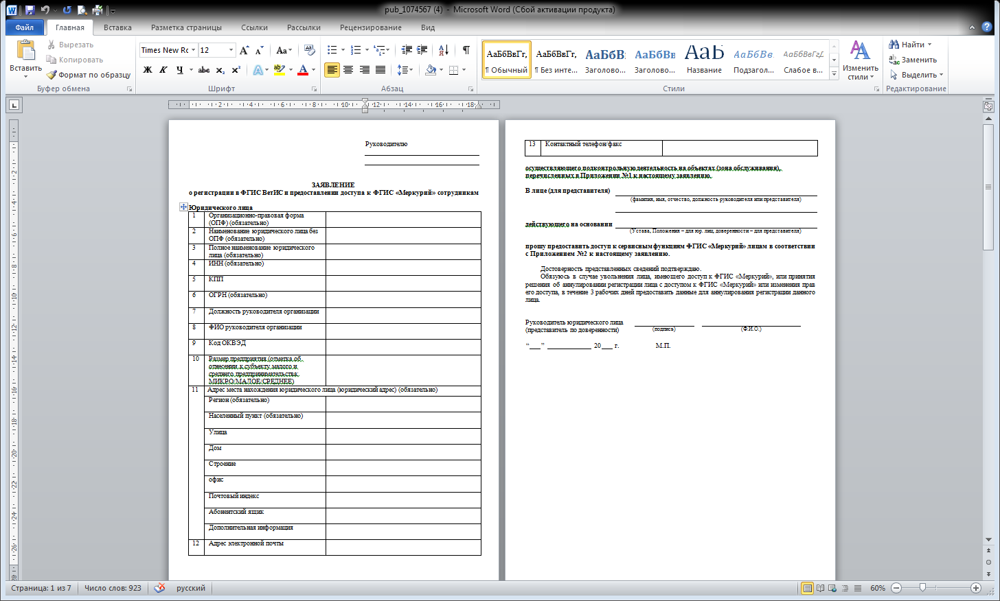 pub_1074567 (4) - Microsoft Word (Сбой активации продукта)
Файл Главная Вставка Разметка страницы Ссылки Рассылки Рецензирование Вид
Вставить
Вырезать
Копировать
Формат по образцу
Буфер обмена
Times New Rc 12
Шрифт
Абзац
АаБбВвГг, АаБбВвГг, АаБбВ АаБбВв АаБ АаБбВв. АаБбВвГгД
¶ Обычный ¶ Без инте... Заголово... Заголово... Название Подзагол... Слабое в...
Стили
Изменить стили
Найти
Заменить
Выделить
Редактирование
2 4 6 8 10 12 14 16 18
Руководителю
ЗАЯВЛЕНИЕ
о регистрации в ФГИС ВетИС и предоставлении доступа к ФГИС «Меркурий» сотрудникам
Юридического лица
1 Организационно-правовая форма
(ОПФ) (обязательно)
2 Наименование юридического лица без
ОПФ (обязательно)
3 Полное наименование юридического
лица (обязательно)
4 ИНН (обязательно)
5 КПП
6 ОГРН (обязательно)
7 Должность руководителя организации
8 ФИО руководителя организации
9 Код ОКВЭД
10 Размер предприятия (отметка об
отнесении к субъекту малого и
среднего предпринимательства:
МИКРО/МАЛОЕ/СРЕДНЕЕ)
11 Адрес места нахождения юридического лица (юридический адрес) (обязательно)
Регион (обязательно)
Населенный пункт (обязательно)
Улица
Дом
Строение
офис
Почтовый индекс
Абонентский ящик
Дополнительная информация
12 Адрес электронной почты
13 Контактный телефон/факс
осуществляющего подконтрольную деятельность на объектах (зона обслуживания),
перечисленных в Приложении №1 к настоящему заявлению.
В лице (для представителя)
(фамилия, имя, отчество, должность руководителя или представителя)
действующего на основании
(Устава, Положения – для юр. лиц, доверенности – для представителя)
прошу предоставить доступ к сервисным функциям ФГИС «Меркурий» лицам в соответствии
с Приложением №2 к настоящему заявлению.
Достоверность представленных сведений подтверждаю.
Обязуюсь в случае увольнения лица, имеющего доступ к ФГИС «Меркурий», или принятия
решения об аннулировании регистрации лица с доступом к ФГИС «Меркурий» или изменения прав
его доступа, в течение 3 рабочих дней предоставить данные для аннулирования регистрации данного
лица.
Руководитель юридического лица
(представитель по доверенности)
(подпись) (Ф.И.О.)
“___” ____________ 20___ г. М.П.
Страница: 1 из 7 Число слов: 923 русский 60%